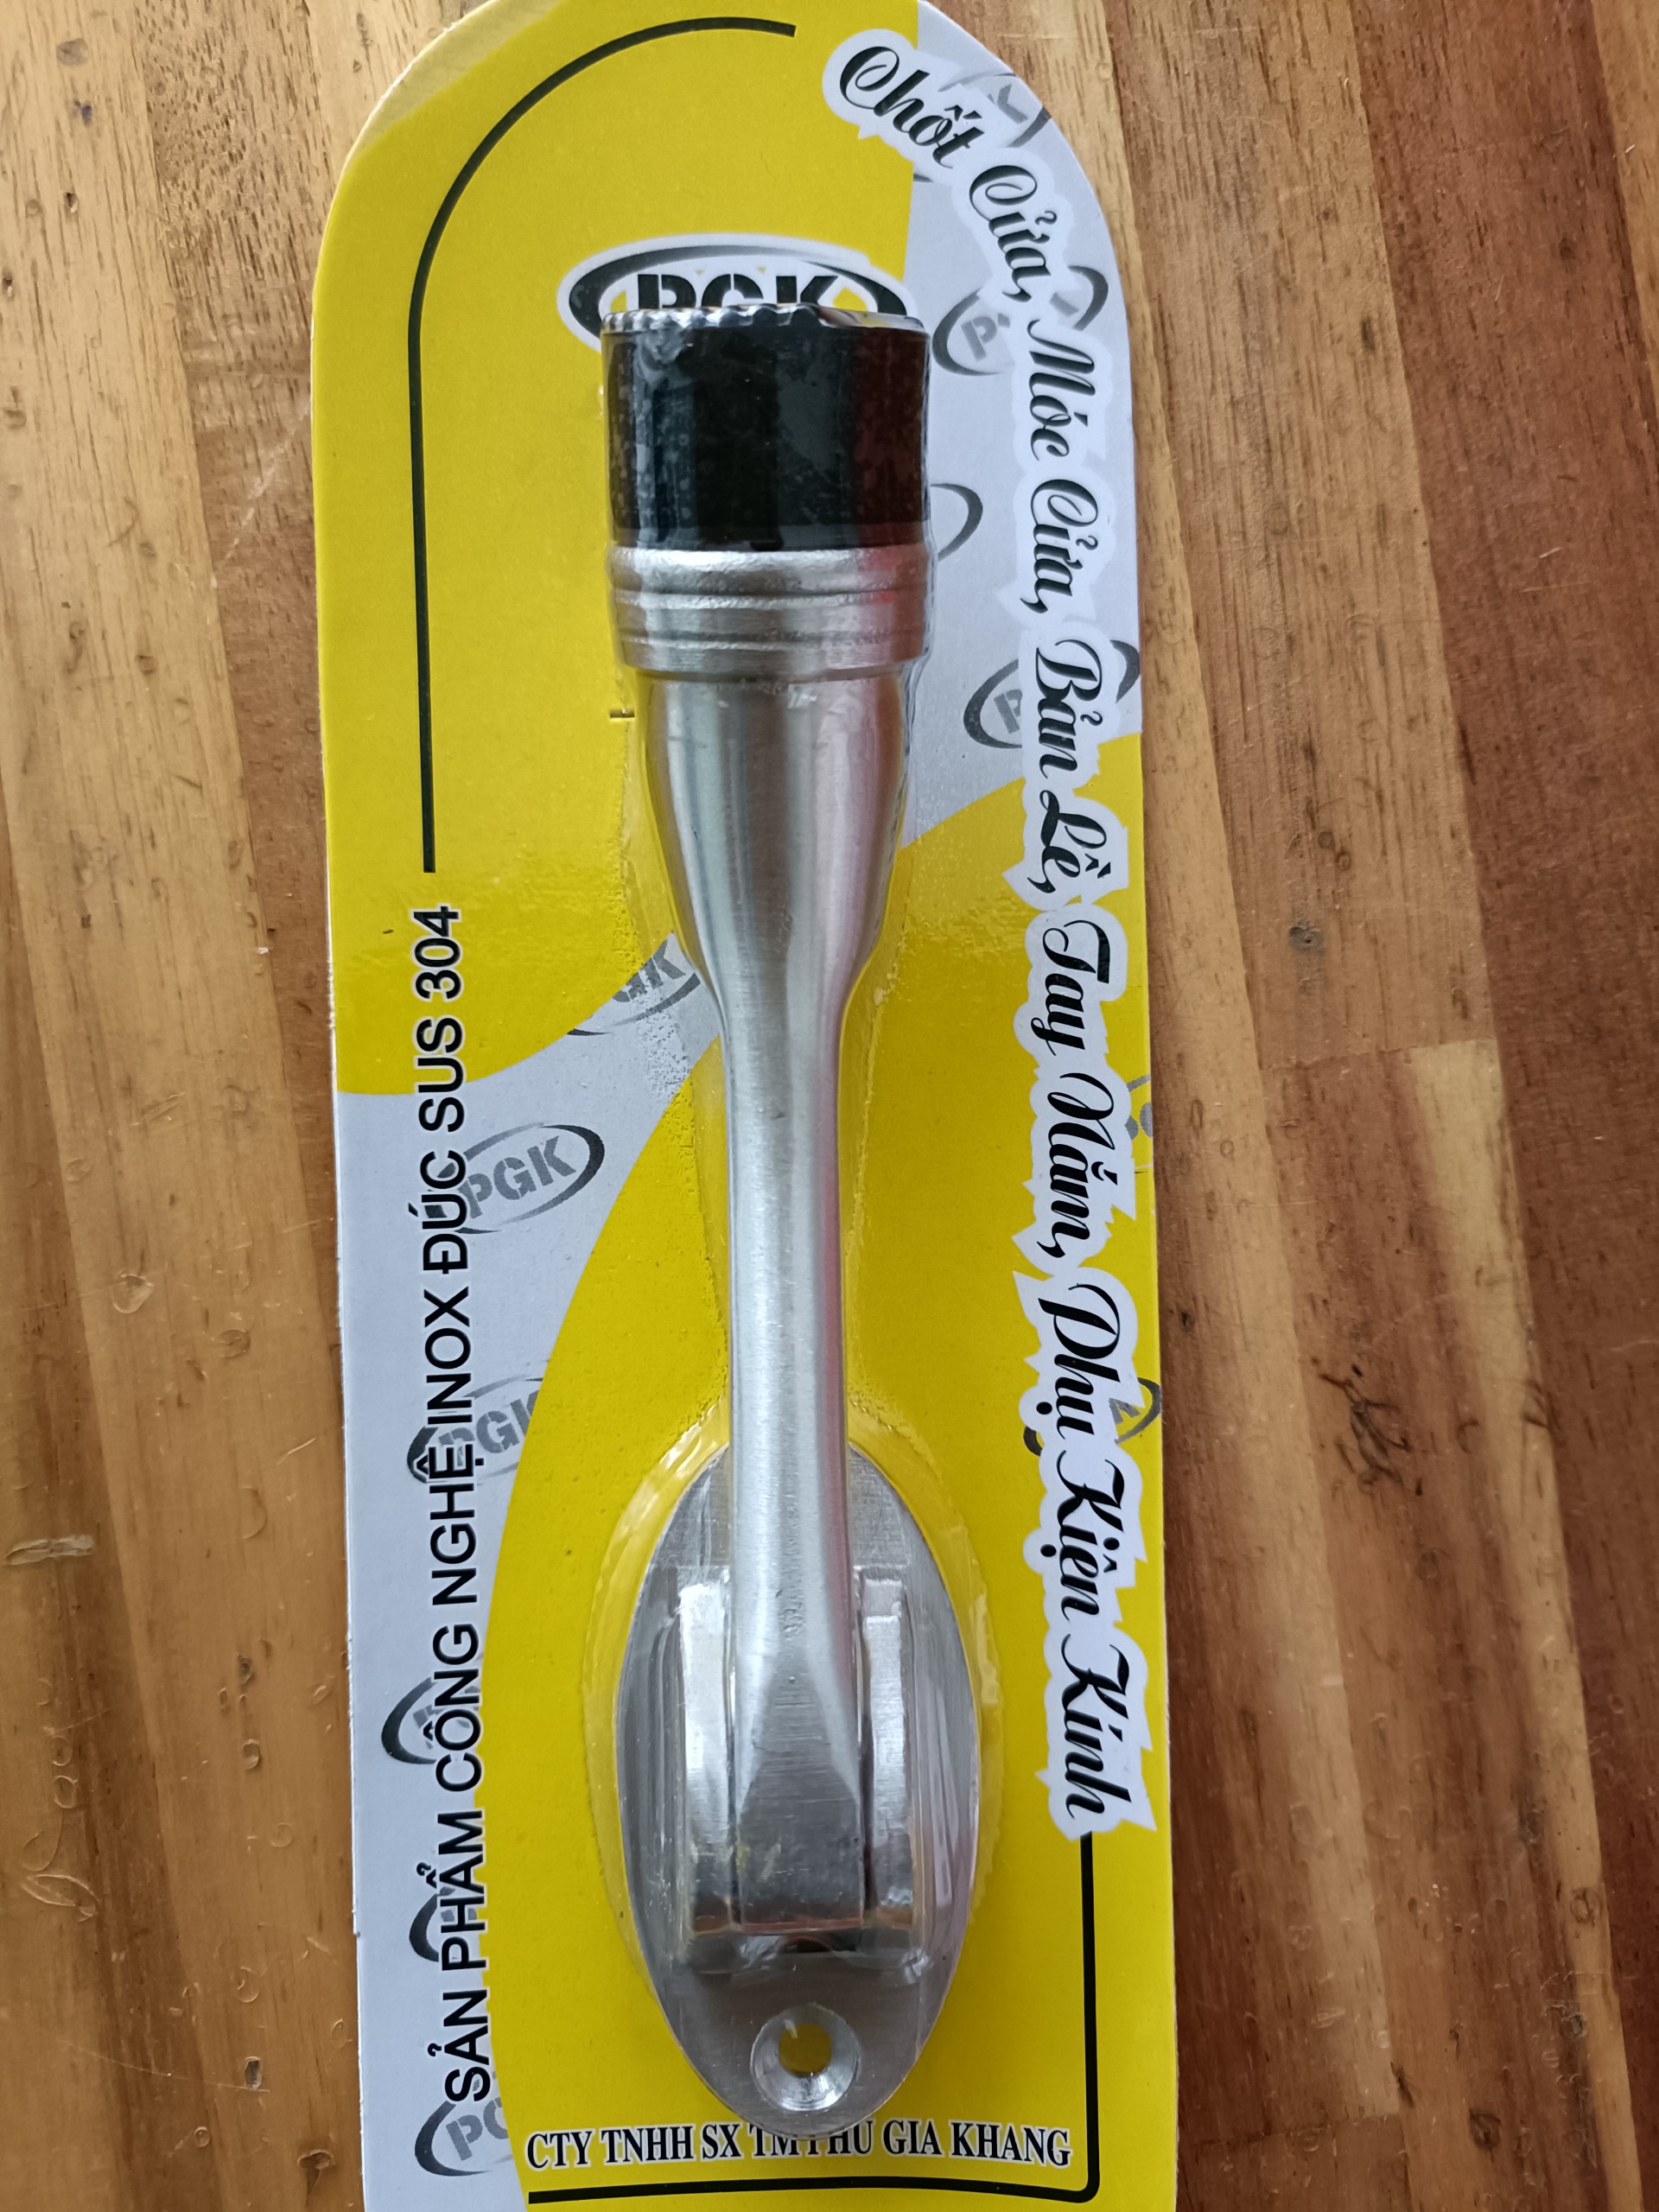 PGK
Chốt Cửa, Móc Cửa, Bản Lề, Tay Nắm, Phụ Kiện Kính
SẢN PHẨM CÔNG NGHỆ INOX ĐÚC SUS 304
PGK
PGK
CTY TNHH SX TM PHÚ GIA KHANG